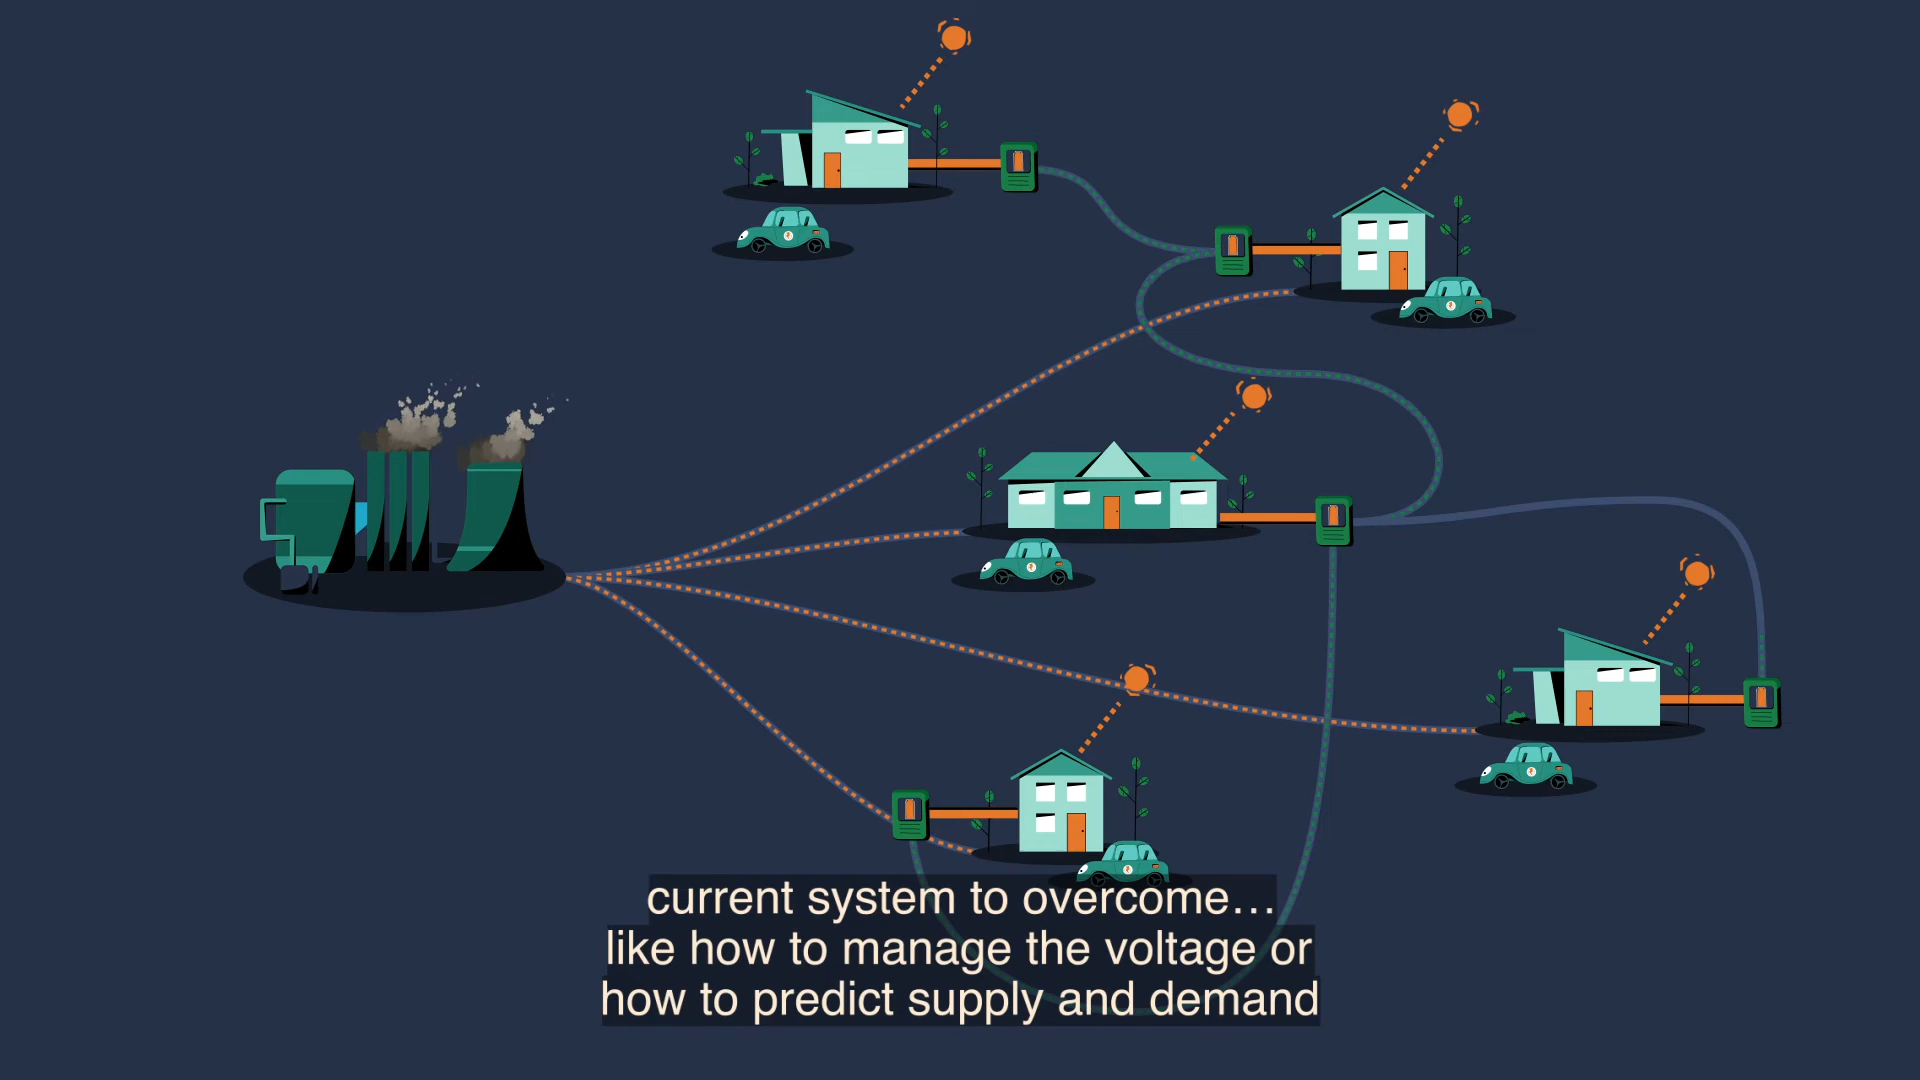 current system to overcome…
like how to manage the voltage or
how to predict supply and demand